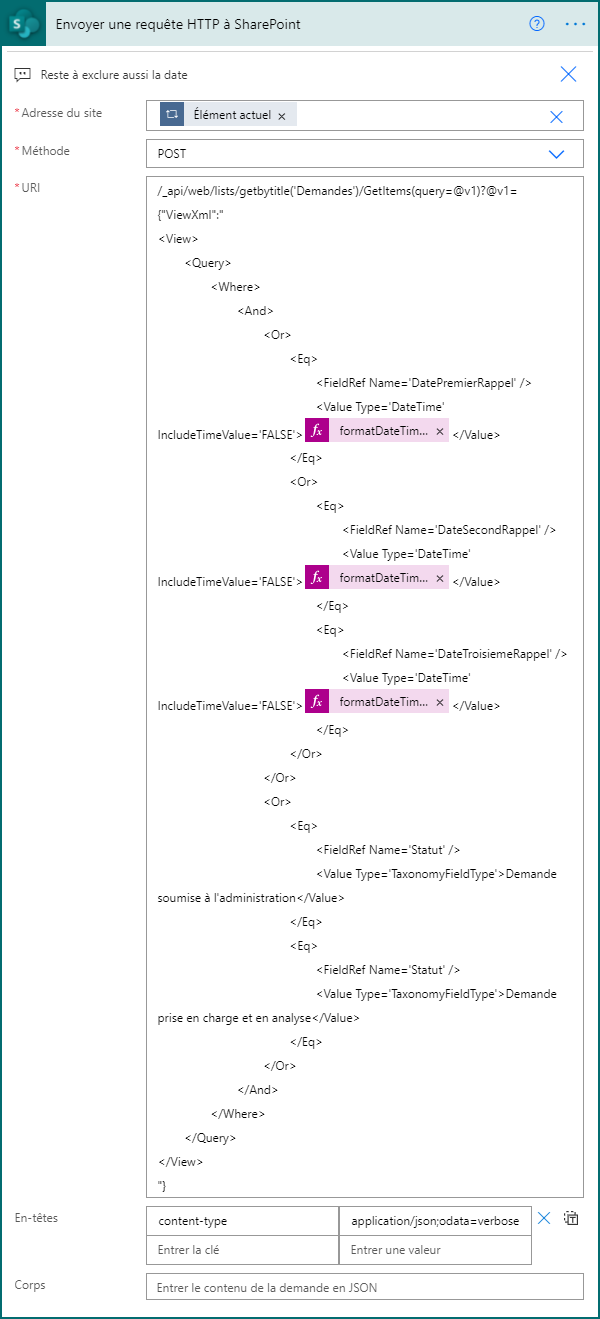 Envoyer une requête HTTP à SharePoint
Reste à exclure aussi la date
*Adresse du site
Élément actuel
*Méthode
POST
*URI
/_api/web/lists/getbytitle('Demandes')/GetItems(query=@v1)?@v1=
{"ViewXml":"
<View>
<Query>
<Where>
<And>
<Or>
<Eq>
<FieldRef Name='DatePremierRappel' />
<Value Type='DateTime'
IncludeTimeValue='FALSE'> fx formatDateTim... × </Value>
</Eq>
<Or>
<Eq>
<FieldRef Name='DateSecondRappel' />
<Value Type='DateTime'
IncludeTimeValue='FALSE'> fx formatDateTim... × </Value>
</Eq>
<Eq>
<FieldRef Name='DateTroisiemeRappel' />
<Value Type='DateTime'
IncludeTimeValue='FALSE'> fx formatDateTim... × </Value>
</Eq>
</Or>
</Or>
<Or>
<Eq>
<FieldRef Name='Statut' />
<Value Type='TaxonomyFieldType'>Demande
soumise à l'administration</Value>
</Eq>
<Eq>
<FieldRef Name='Statut' />
<Value Type='TaxonomyFieldType'>Demande
prise en charge et en analyse</Value>
</Eq>
</Or>
</And>
</Where>
</Query>
</View>
"}
En-têtes
content-type application/json;odata=verbose
Entrer la clé Entrer une valeur
Corps
Entrer le contenu de la demande en JSON